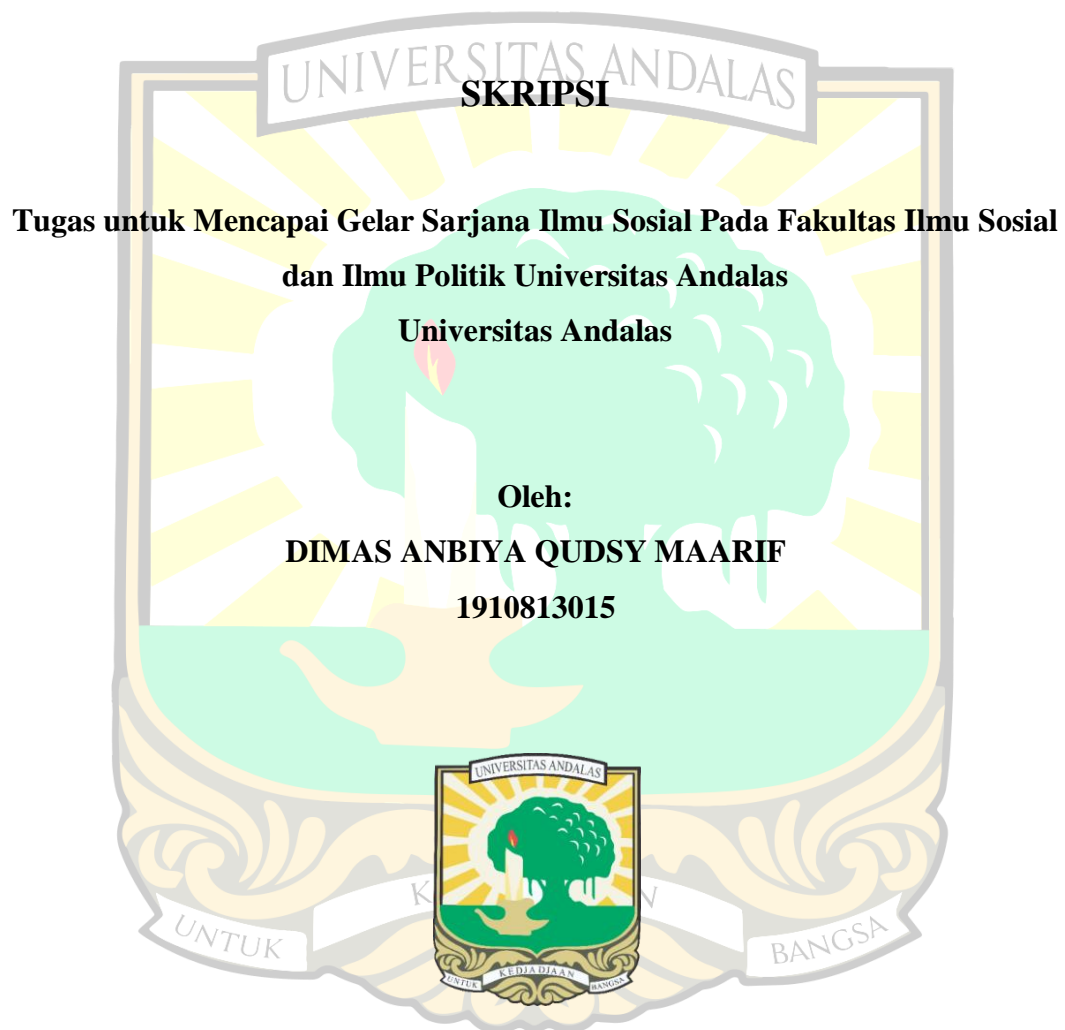 UNIVERSITAS ANDALAS
SKRIPSI
Tugas untuk Mencapai Gelar Sarjana Ilmu Sosial Pada Fakultas Ilmu Sosial
dan Ilmu Politik Universitas Andalas
Universitas Andalas
Oleh:
DIMAS ANBIYA QUDSY MAARIF
1910813015
UNIVERSITAS ANDALAS
UNTUK KEDJADJAAN BANGSA
UNTUK BANGSA